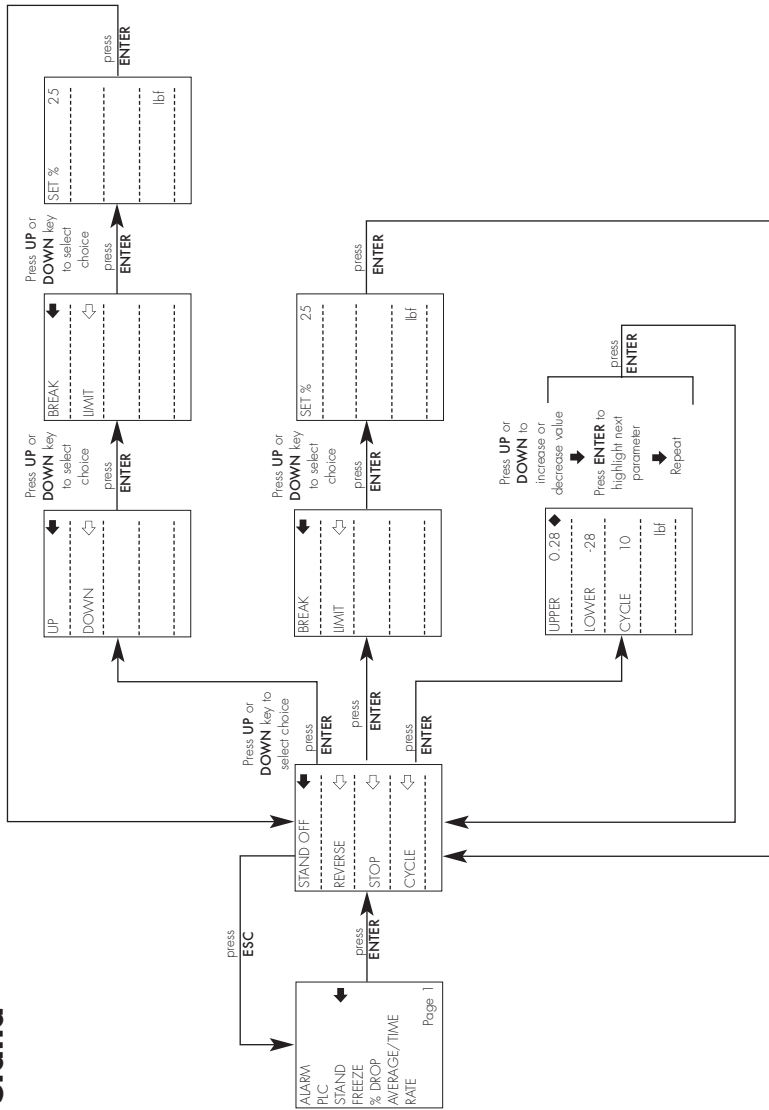 Stand
ALARM
PLC
STAND
FREEZE
% DROP
AVERAGE/TIME
RATE
Page 1
press
ESC
press
ENTER
STAND OFF
REVERSE
STOP
CYCLE
Press UP or
DOWN key to
select choice
press
ENTER
press
ENTER
press
ENTER
UP
DOWN
Press UP or
DOWN key
to select
choice
press
ENTER
BREAK
LIMIT
Press UP or
DOWN key
to select
choice
press
ENTER
SET % 25
lbf
press
ENTER
BREAK
LIMIT
Press UP or
DOWN key
to select
choice
press
ENTER
SET % 25
lbf
press
ENTER
UPPER 0.28
LOWER -28
CYCLE 10
lbf
Press UP or
DOWN to
increase or
decrease value
Press ENTER to
highlight next
parameter
Repeat
press
ENTER